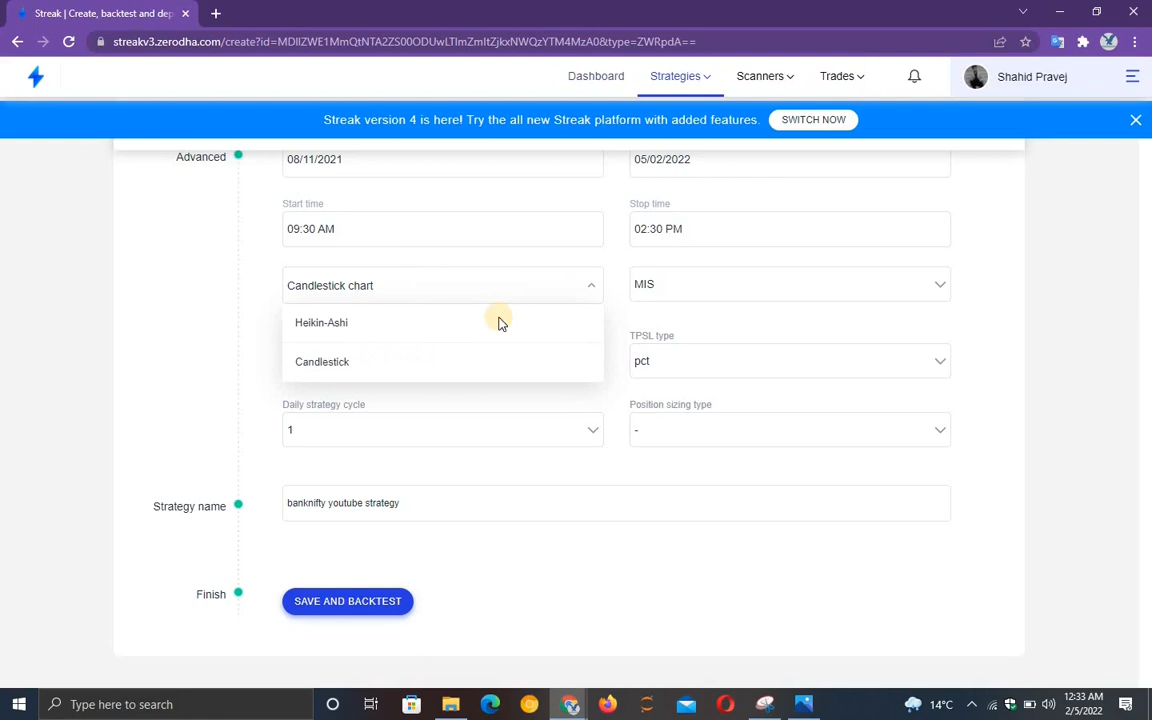 Streak | Create, backtest and dep
streakv3.zerodha.com/create?id=MDllZWE1MmQtNTA2ZS00ODUwLTlmZmItZjkxNWQzYTM4MzA0&type=ZWRpdA==
Dashboard Strategies Scanners Trades Shahid Pravej
Streak version 4 is here! Try the all new Streak platform with added features. SWITCH NOW
Advanced 08/11/2021 05/02/2022
Start time Stop time
09:30 AM 02:30 PM
Candlestick chart MIS
Heikin-Ashi
TPSL type
Candlestick pct
Daily strategy cycle Position sizing type
1 -
Strategy name banknifty youtube strategy
Finish SAVE AND BACKTEST
Type here to search 14°C 12:33 AM
2/5/2022